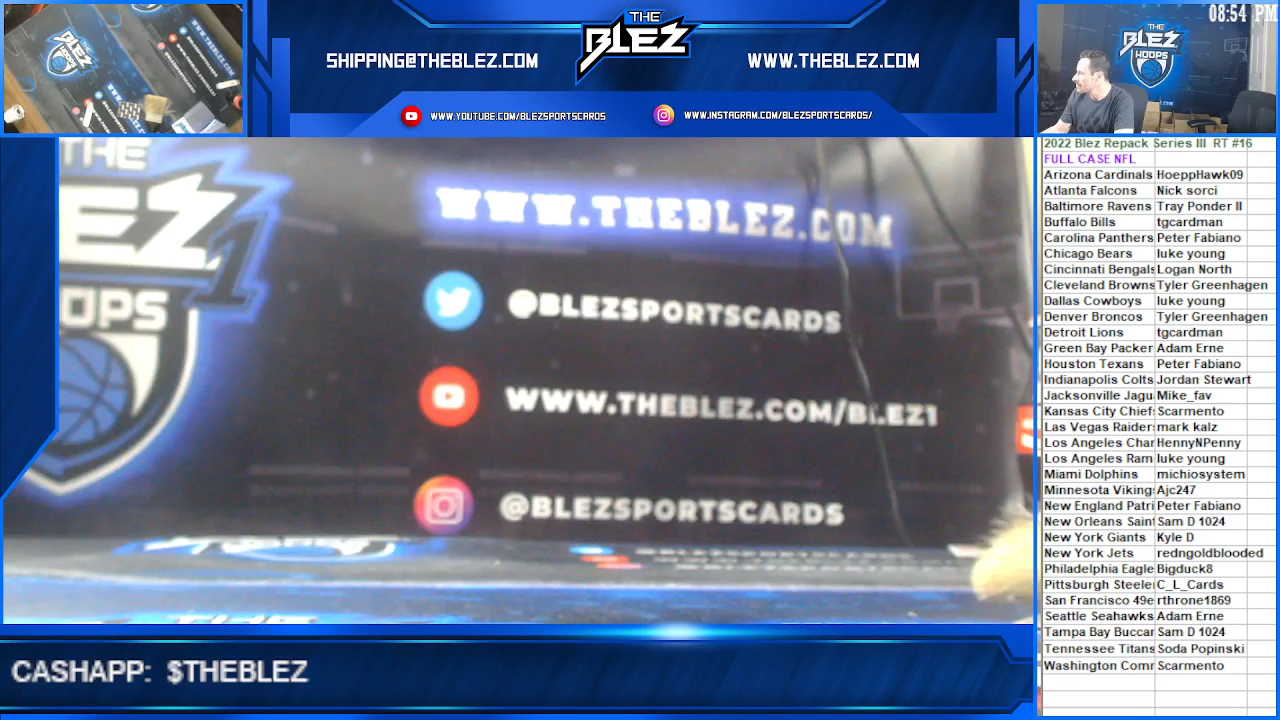 THE
BLEZ
SHIPPING@THEBLEZ.COM
WWW.THEBLEZ.COM
WWW.YOUTUBE.COM/BLEZSPORTSCARDS
WWW.INSTAGRAM.COM/BLEZSPORTSCARDS/
08:54 PM
THE
BLEZ
HOOPS
THE
EZ
1
OOPS
WWW.THEBLEZ.COM
@BLEZSPORTSCARDS
WWW.THEBLEZ.COM/BLEZ1
@BLEZSPORTSCARDS
2022 Blez Repack Series III RT #16
FULL CASE NFL
Arizona Cardinals HoeppHawk09
Atlanta Falcons Nick sorci
Baltimore Ravens Tray Ponder II
Buffalo Bills tgcardman
Carolina Panthers Peter Fabiano
Chicago Bears luke young
Cincinnati Bengals Logan North
Cleveland Browns Tyler Greenhagen
Dallas Cowboys luke young
Denver Broncos Tyler Greenhagen
Detroit Lions tgcardman
Green Bay Packer Adam Erne
Houston Texans Peter Fabiano
Indianapolis Colts Jordan Stewart
Jacksonville Jagu Mike_fav
Kansas City Chief Scarmento
Las Vegas Raider mark kalz
Los Angeles Char HennyNPenny
Los Angeles Ram luke young
Miami Dolphins michiosystem
Minnesota Viking Ajc247
New England Patri Peter Fabiano
New Orleans Saint Sam D 1024
New York Giants Kyle D
New York Jets redngoldblooded
Philadelphia Eagle Bigduck8
Pittsburgh Steeler C_L_Cards
San Francisco 49e rthrone1869
Seattle Seahawks Adam Erne
Tampa Bay Buccan Sam D 1024
Tennessee Titans Soda Popinski
Washington Comm Scarmento
CASHAPP: $THEBLEZ